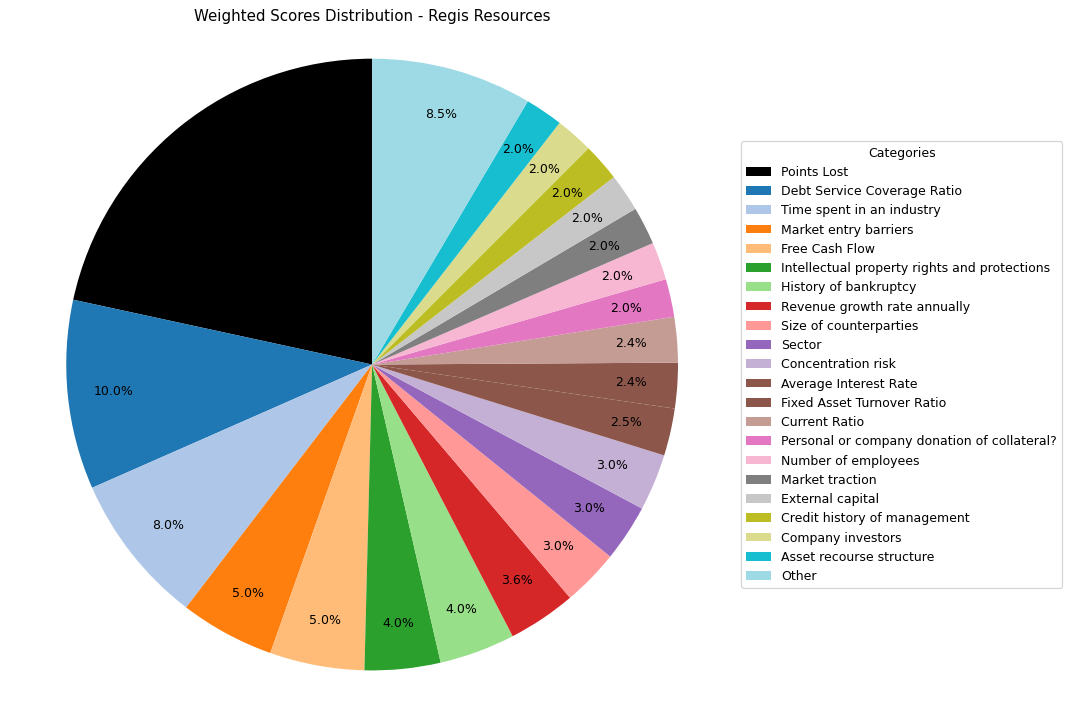 Weighted Scores Distribution - Regis Resources
8.5%
2.0%
2.0%
2.0%
2.0%
2.0%
2.0%
2.0%
2.4%
2.4%
2.5%
3.0%
3.0%
3.0%
3.6%
4.0%
4.0%
5.0%
5.0%
8.0%
10.0%
Categories
Points Lost
Debt Service Coverage Ratio
Time spent in an industry
Market entry barriers
Free Cash Flow
Intellectual property rights and protections
History of bankruptcy
Revenue growth rate annually
Size of counterparties
Sector
Concentration risk
Average Interest Rate
Fixed Asset Turnover Ratio
Current Ratio
Personal or company donation of collateral?
Number of employees
Market traction
External capital
Credit history of management
Company investors
Asset recourse structure
Other